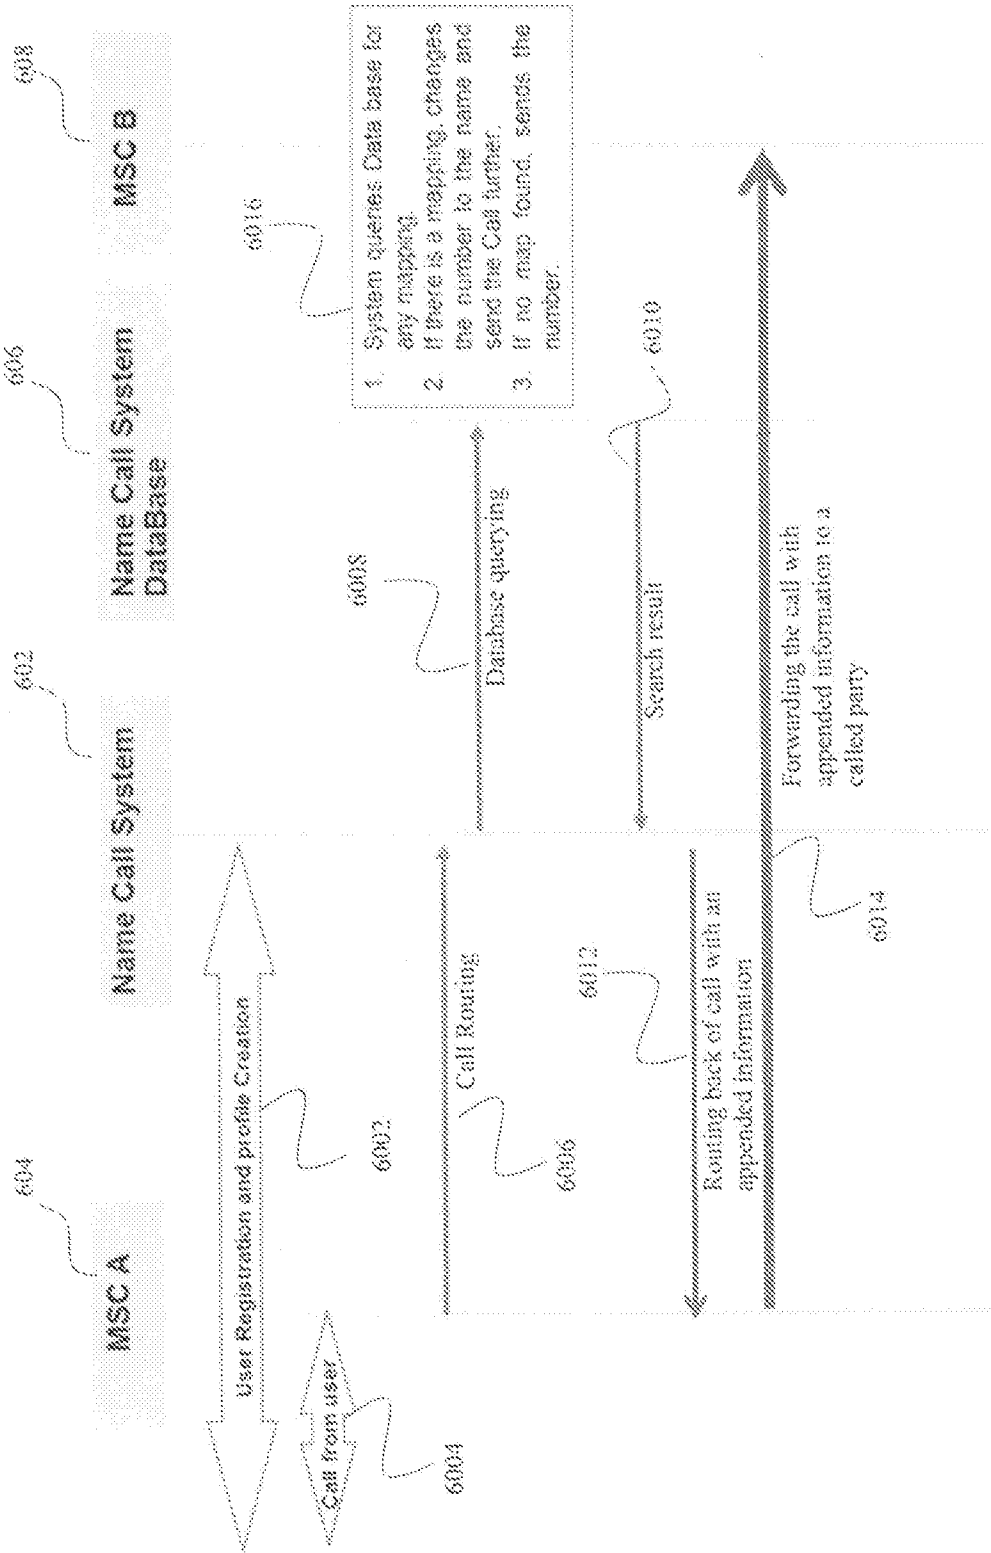 604
602
606
608
MSC A
Name Call System
Name Call System
DataBase
MSC B
User Registration and profile Creation
6002
Call from user
6004
Call Routing
6006
6008
Database querying
6016
1. System queries Data base for
any mapping.
2. If there is a mapping, changes
the number to the name and
send the Call further.
3. If no map found, sends the
number.
6010
Search result
6012
Routing back of call with an
appended information
6014
Forwarding the call with
appended information to a
called party